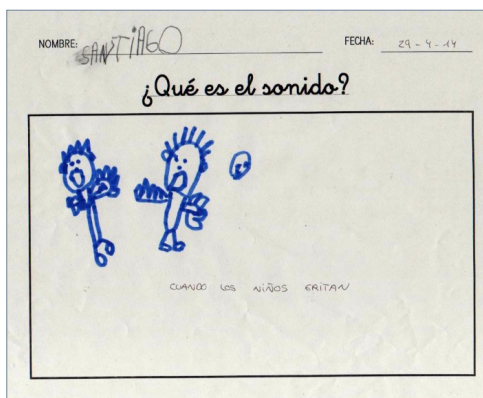 NOMBRE: SANTIAGO FECHA: 29-4-14
¿Qué es el sonido?
CUANDO LOS NIÑOS GRITAN